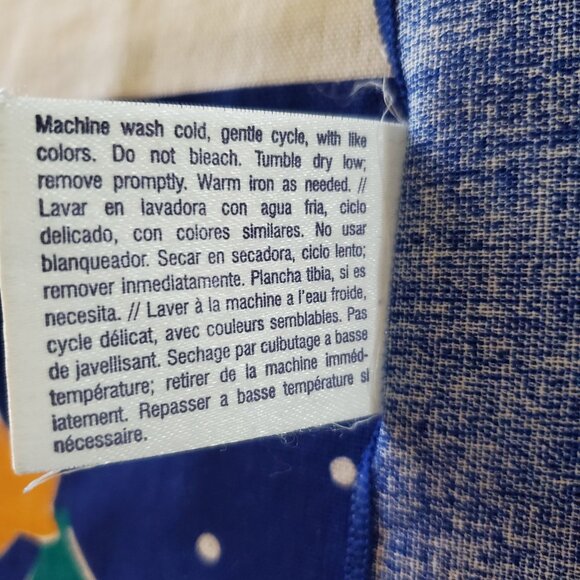 Machine wash cold, gentle cycle, with like
colors. Do not bleach. Tumble dry low;
remove promptly. Warm iron as needed. //
Lavar en lavadora con agua fria, ciclo
delicado, con colores similares. No usar
blanqueador. Secar en secadora, ciclo lento;
remover inmediatamente. Plancha tibia, si es
necesita. // Laver à la machine a l'eau froide,
cycle délicat, avec couleurs semblables. Pas
de javellisant. Sechage par culbutage a basse
température; retirer de la machine imméd-
iatement. Repasser a basse température si
nécessaire.